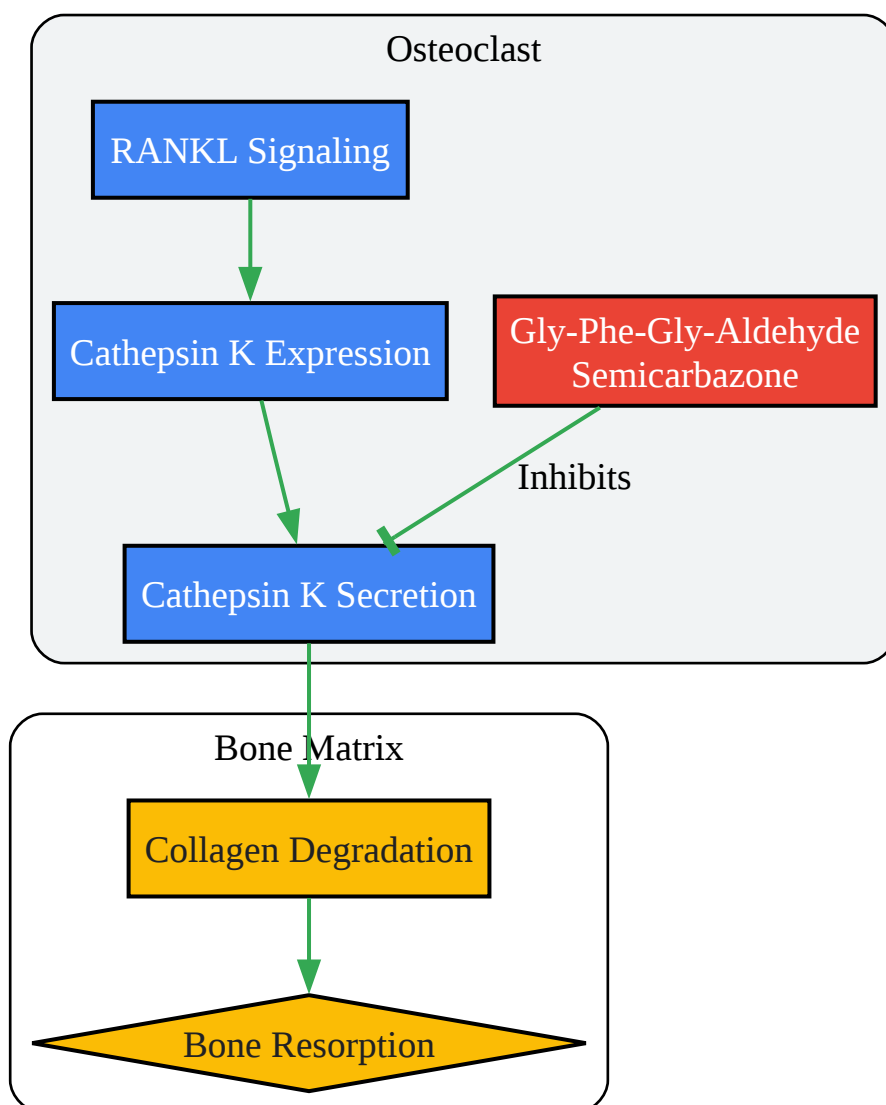 Osteoclast
RANKL Signaling
Cathepsin K Expression
Gly-Phe-Gly-Aldehyde
Semicarbazone
Inhibits
Cathepsin K Secretion
Bone Matrix
Collagen Degradation
Bone Resorption